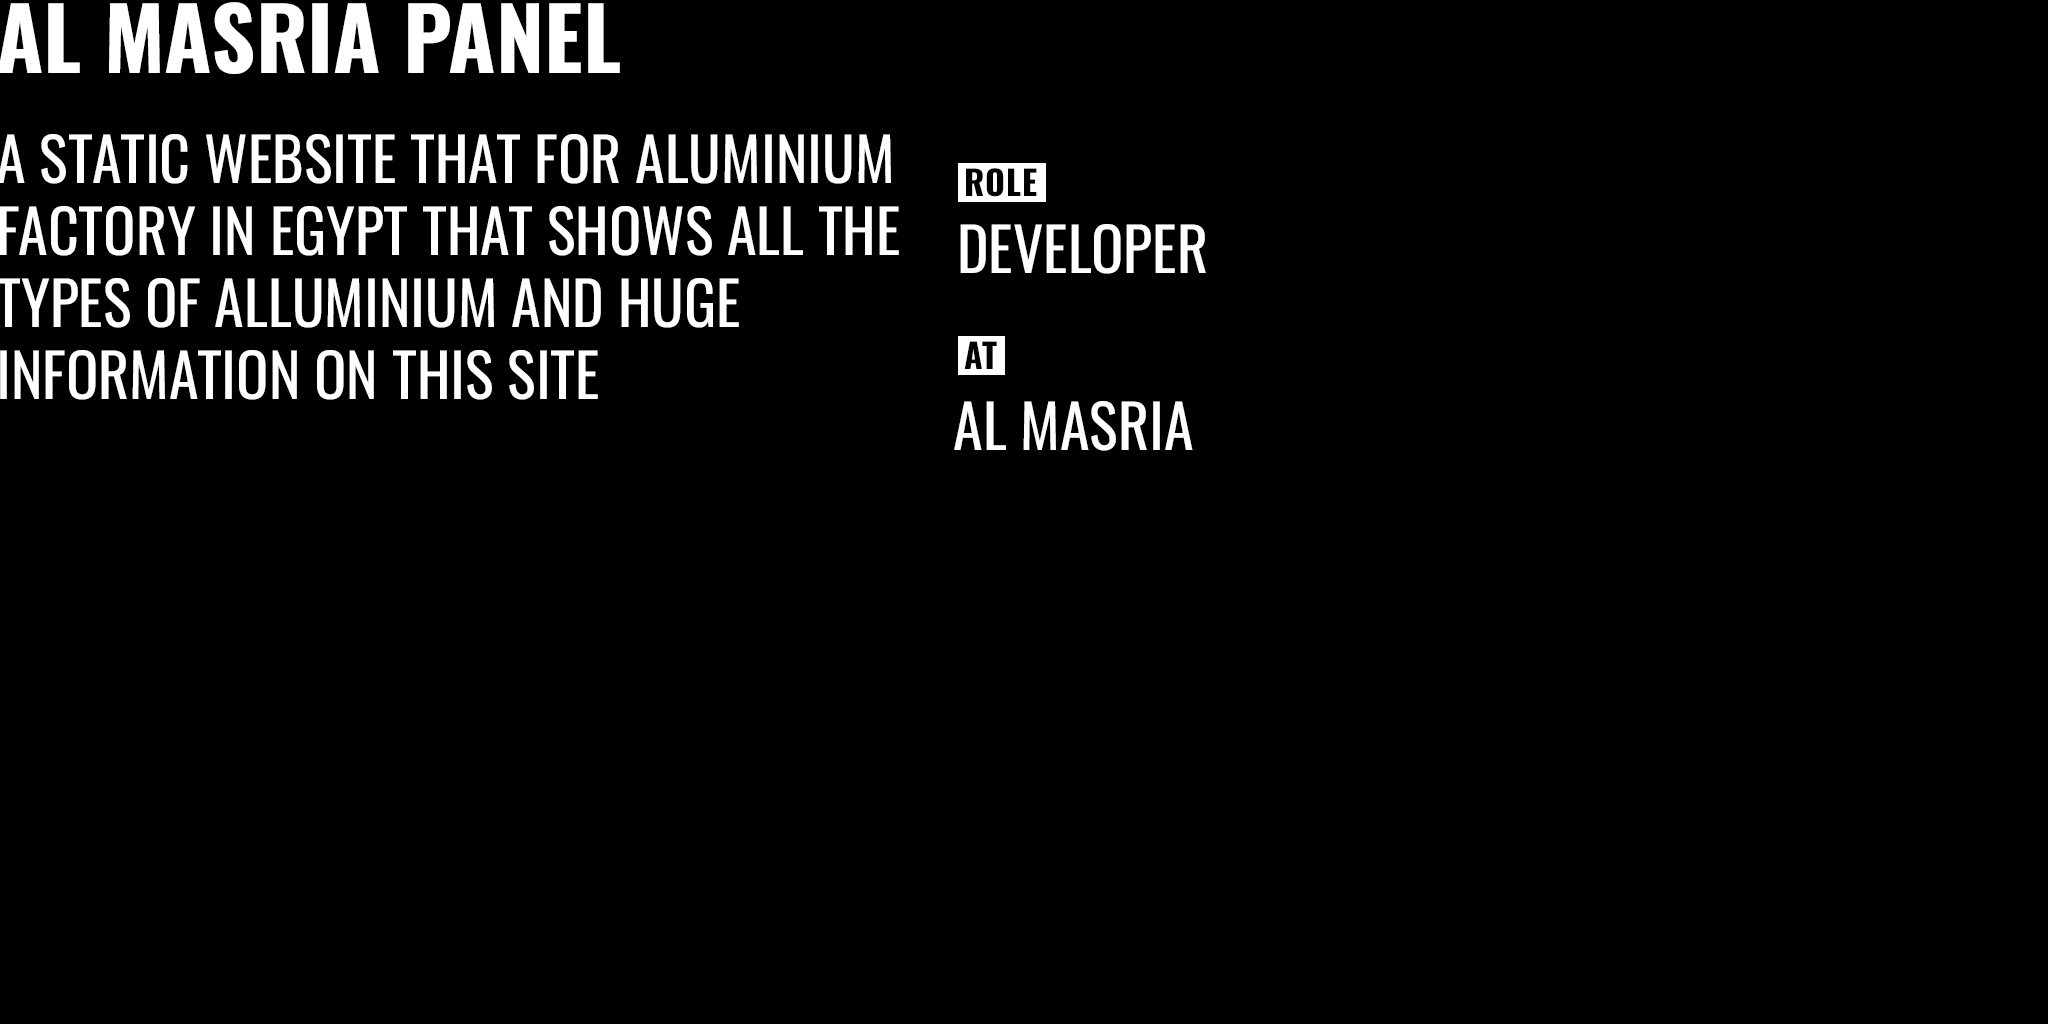 AL MASRIA PANEL
A STATIC WEBSITE THAT FOR ALUMINIUM
FACTORY IN EGYPT THAT SHOWS ALL THE
TYPES OF ALLUMINIUM AND HUGE
INFORMATION ON THIS SITE
ROLE
DEVELOPER
AT
AL MASRIA